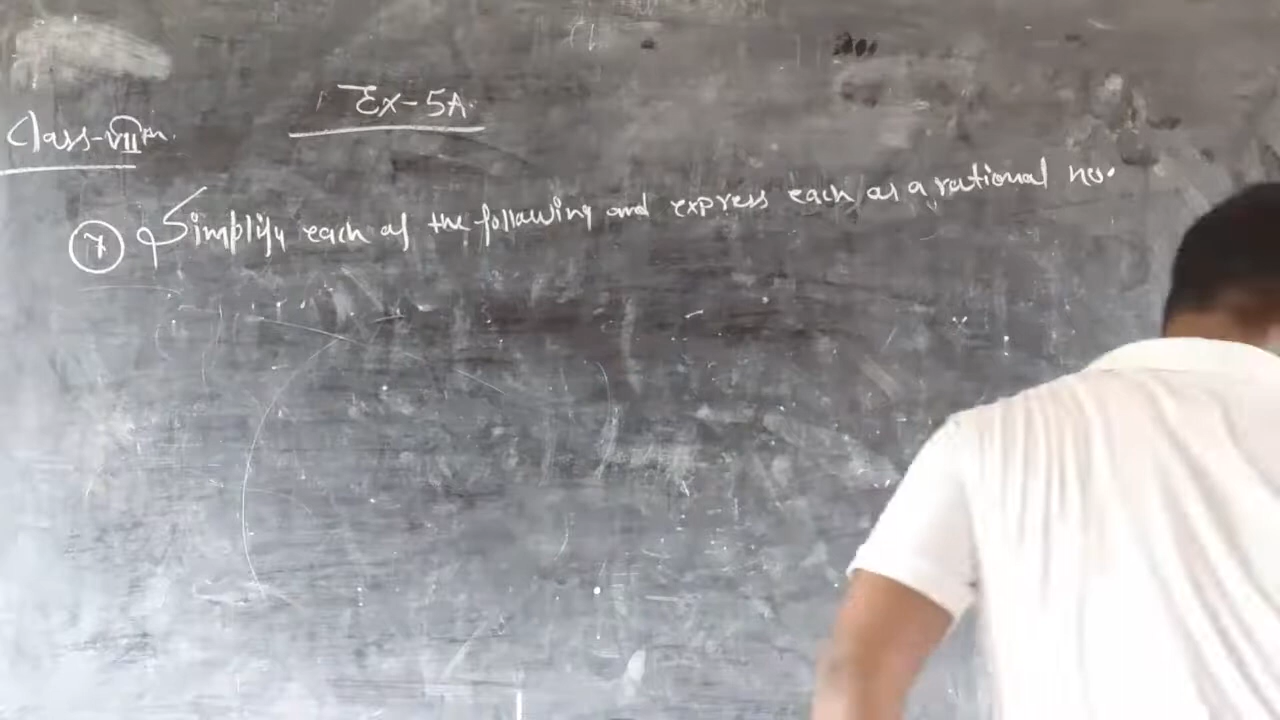 Ex-5A.
Class-VIIth.
7 Simplify each of the following and express each as a rational no.